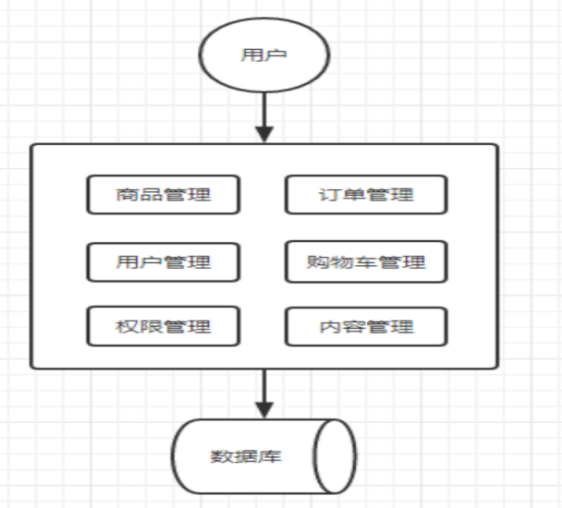 用户
商品管理
订单管理
用户管理
购物车管理
权限管理
内容管理
数据库